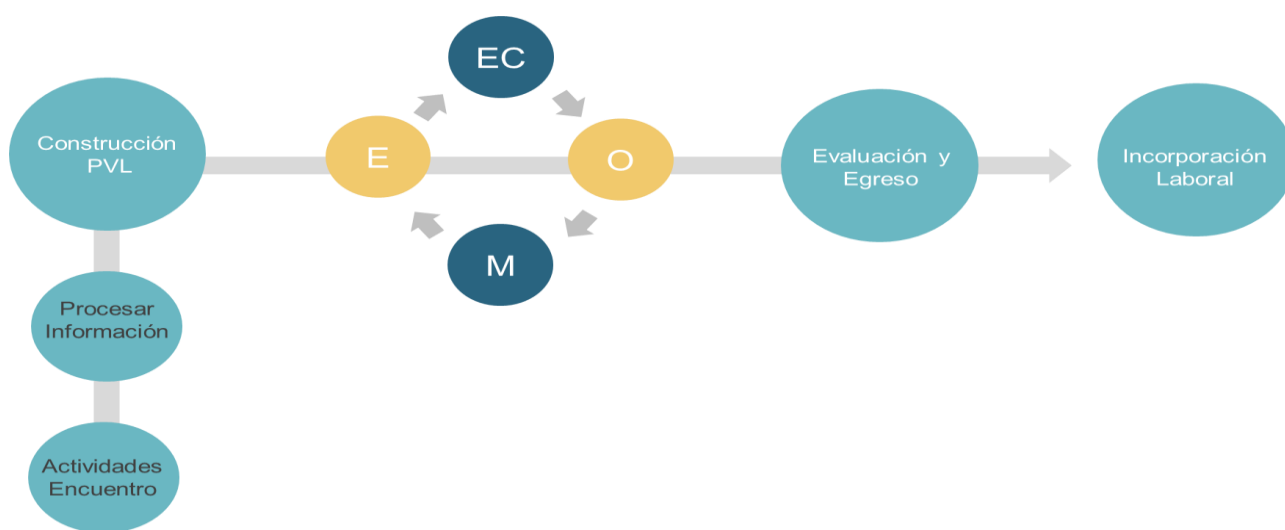 EC
Construcción
PVL
E
O
Evaluación y
Egreso
Incorporación
Laboral
M
Procesar
Información
Actividades
Encuentro